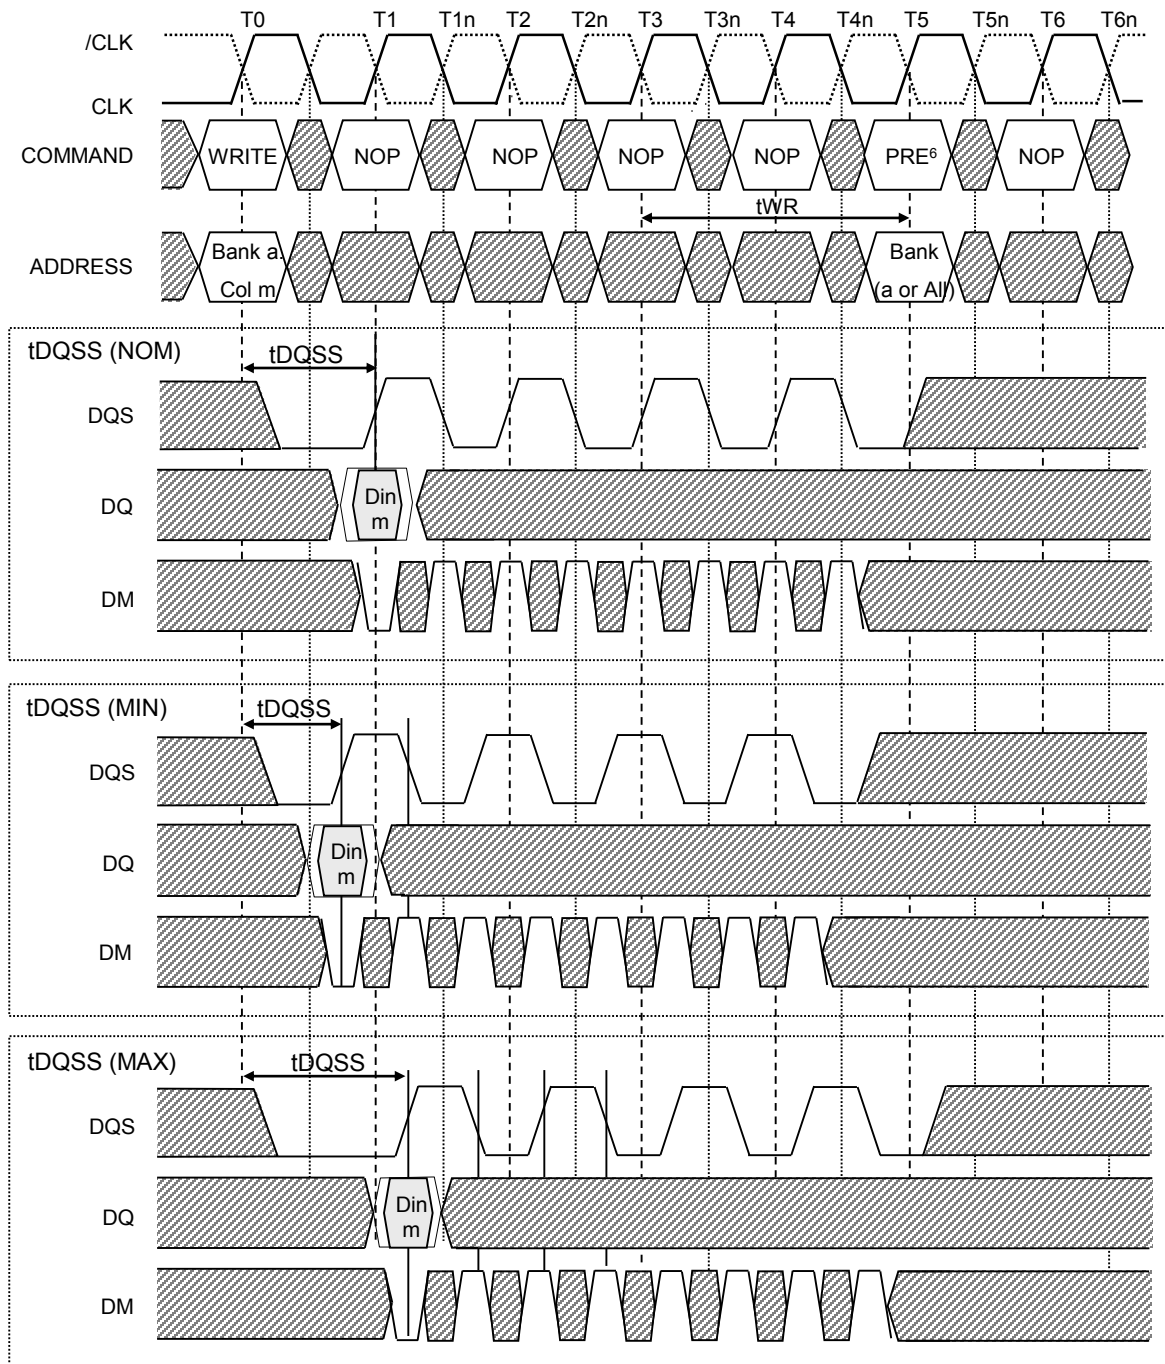 T0 T1 T1n T2 T2n T3 T3n T4 T4n T5 T5n T6 T6n
/CLK
CLK
COMMAND WRITE NOP NOP NOP NOP PRE6 NOP
tWR
ADDRESS Bank a. Bank
Col m (a or All)
tDQSS (NOM) tDQSS
DQS
DQ Din
m
DM
tDQSS (MIN) tDQSS
DQS
DQ Din
m
DM
tDQSS (MAX) tDQSS
DQS
DQ Din
m
DM